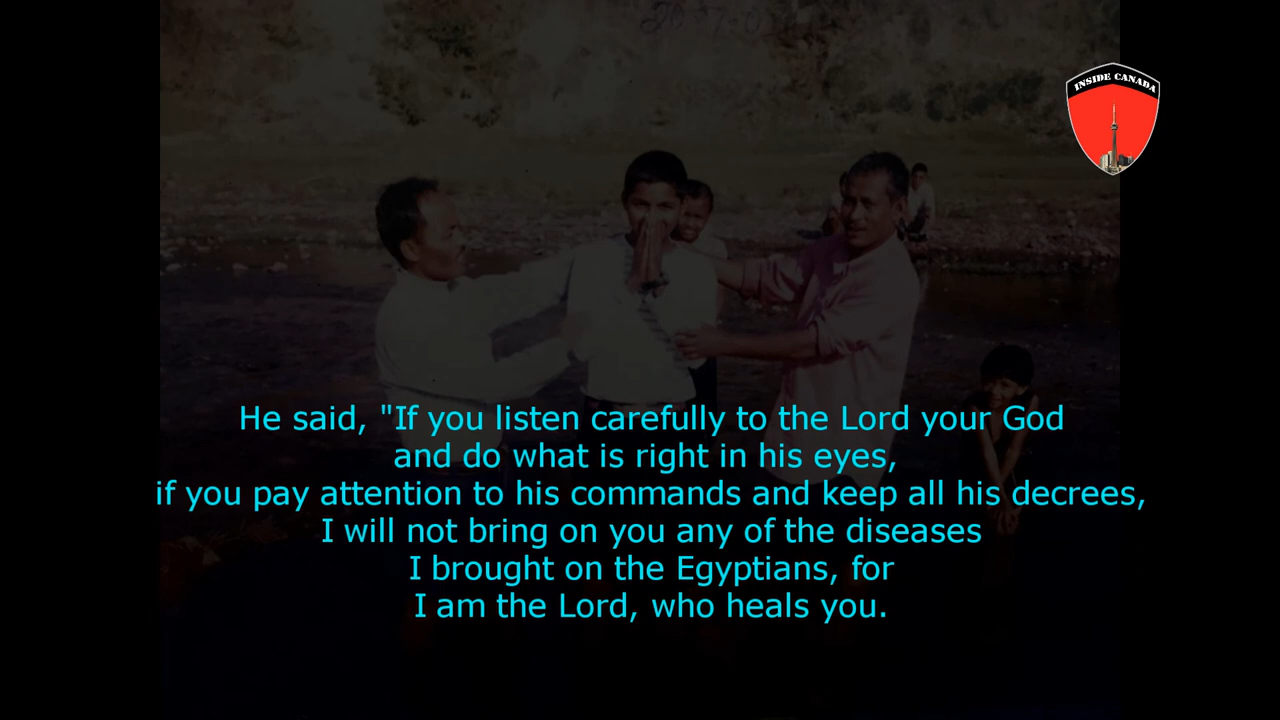 INSIDE CANADA
He said, "If you listen carefully to the Lord your God
and do what is right in his eyes,
if you pay attention to his commands and keep all his decrees,
I will not bring on you any of the diseases
I brought on the Egyptians, for
I am the Lord, who heals you.